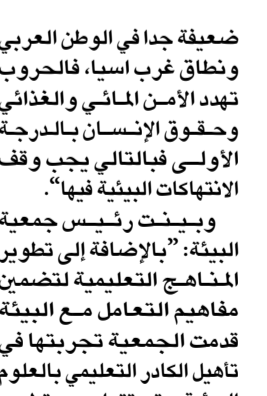 ضعيفة جدا في الوطن العربي
ونطاق غرب اسيا، فالحروب
تهدد الأمن المائي والغذائي
وحقوق الإنسان بالدرجة
الأولى فبالتالي يجب وقف
الانتهاكات البيئية فيها“.
وبينت رئيس جمعية
البيئة: ”بالإضافة إلى تطوير
المناهج التعليمية لتضمين
مفاهيم التعامل مع البيئة
قدمت الجمعية تجربتها في
تأهيل الكادر التعليمي بالعلوم